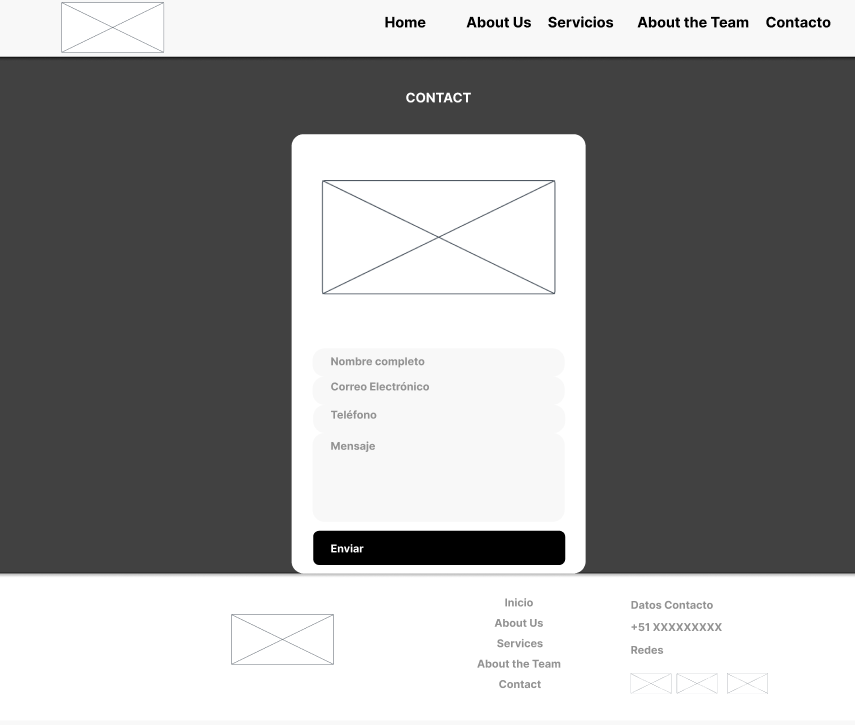 Home About Us Servicios About the Team Contacto
CONTACT
Nombre completo
Correo Electrónico
Teléfono
Mensaje
Enviar
Inicio
About Us
Services
About the Team
Contact
Datos Contacto
+51 XXXXXXXXX
Redes